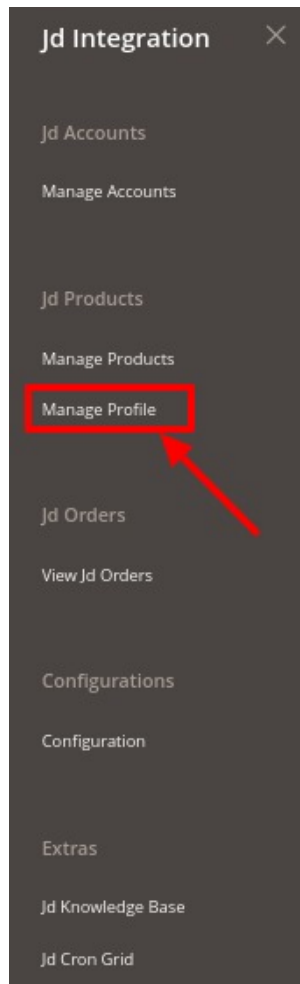 Jd Integration
Jd Accounts
Manage Accounts
Jd Products
Manage Products
Manage Profile
Jd Orders
View Jd Orders
Configurations
Configuration
Extras
Jd Knowledge Base
Jd Cron Grid